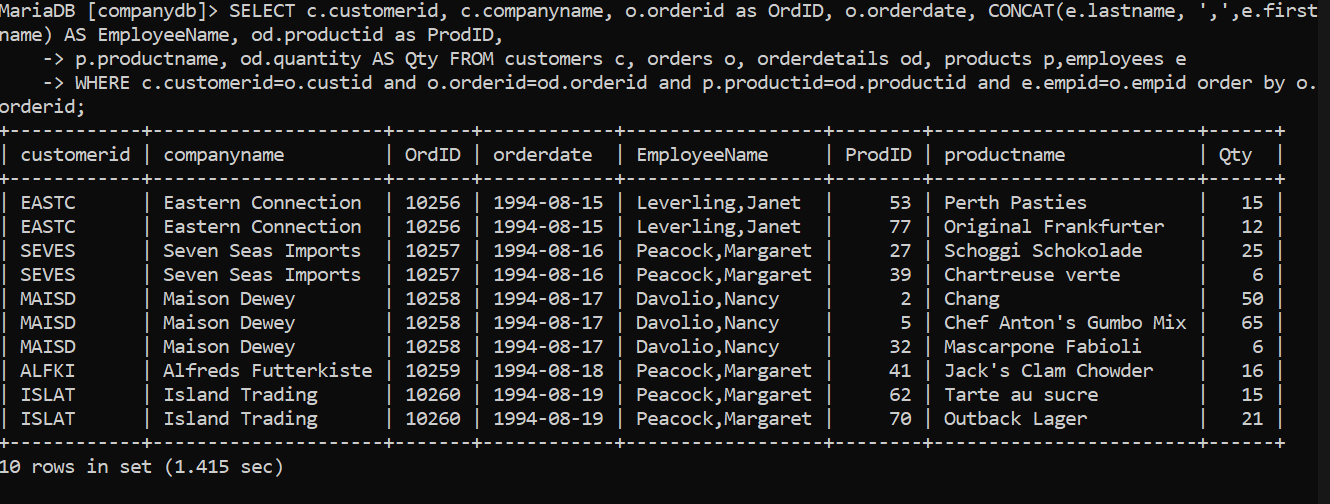 MariaDB [companydb]> SELECT c.customerid, c.companyname, o.orderid as OrdID, o.orderdate, CONCAT(e.lastname, ',',e.first
name) AS EmployeeName, od.productid as ProdID,
    -> p.productname, od.quantity AS Qty FROM customers c, orders o, orderdetails od, products p,employees e
    -> WHERE c.customerid=o.custid and o.orderid=od.orderid and p.productid=od.productid and e.empid=o.empid order by o.
orderid;
+------------+---------------------+-------+------------+------------------+--------+------------------------+------+
| customerid | companyname         | OrdID | orderdate  | EmployeeName     | ProdID | productname            | Qty  |
+------------+---------------------+-------+------------+------------------+--------+------------------------+------+
| EASTC      | Eastern Connection  | 10256 | 1994-08-15 | Leverling,Janet  |     53 | Perth Pasties          |   15 |
| EASTC      | Eastern Connection  | 10256 | 1994-08-15 | Leverling,Janet  |     77 | Original Frankfurter   |   12 |
| SEVES      | Seven Seas Imports  | 10257 | 1994-08-16 | Peacock,Margaret |     27 | Schoggi Schokolade     |   25 |
| SEVES      | Seven Seas Imports  | 10257 | 1994-08-16 | Peacock,Margaret |     39 | Chartreuse verte       |    6 |
| MAISD      | Maison Dewey        | 10258 | 1994-08-17 | Davolio,Nancy    |      2 | Chang                  |   50 |
| MAISD      | Maison Dewey        | 10258 | 1994-08-17 | Davolio,Nancy    |      5 | Chef Anton's Gumbo Mix |   65 |
| MAISD      | Maison Dewey        | 10258 | 1994-08-17 | Davolio,Nancy    |     32 | Mascarpone Fabioli     |    6 |
| ALFKI      | Alfreds Futterkiste | 10259 | 1994-08-18 | Peacock,Margaret |     41 | Jack's Clam Chowder    |   16 |
| ISLAT      | Island Trading      | 10260 | 1994-08-19 | Peacock,Margaret |     62 | Tarte au sucre         |   15 |
| ISLAT      | Island Trading      | 10260 | 1994-08-19 | Peacock,Margaret |     70 | Outback Lager          |   21 |
+------------+---------------------+-------+------------+------------------+--------+------------------------+------+
10 rows in set (1.415 sec)